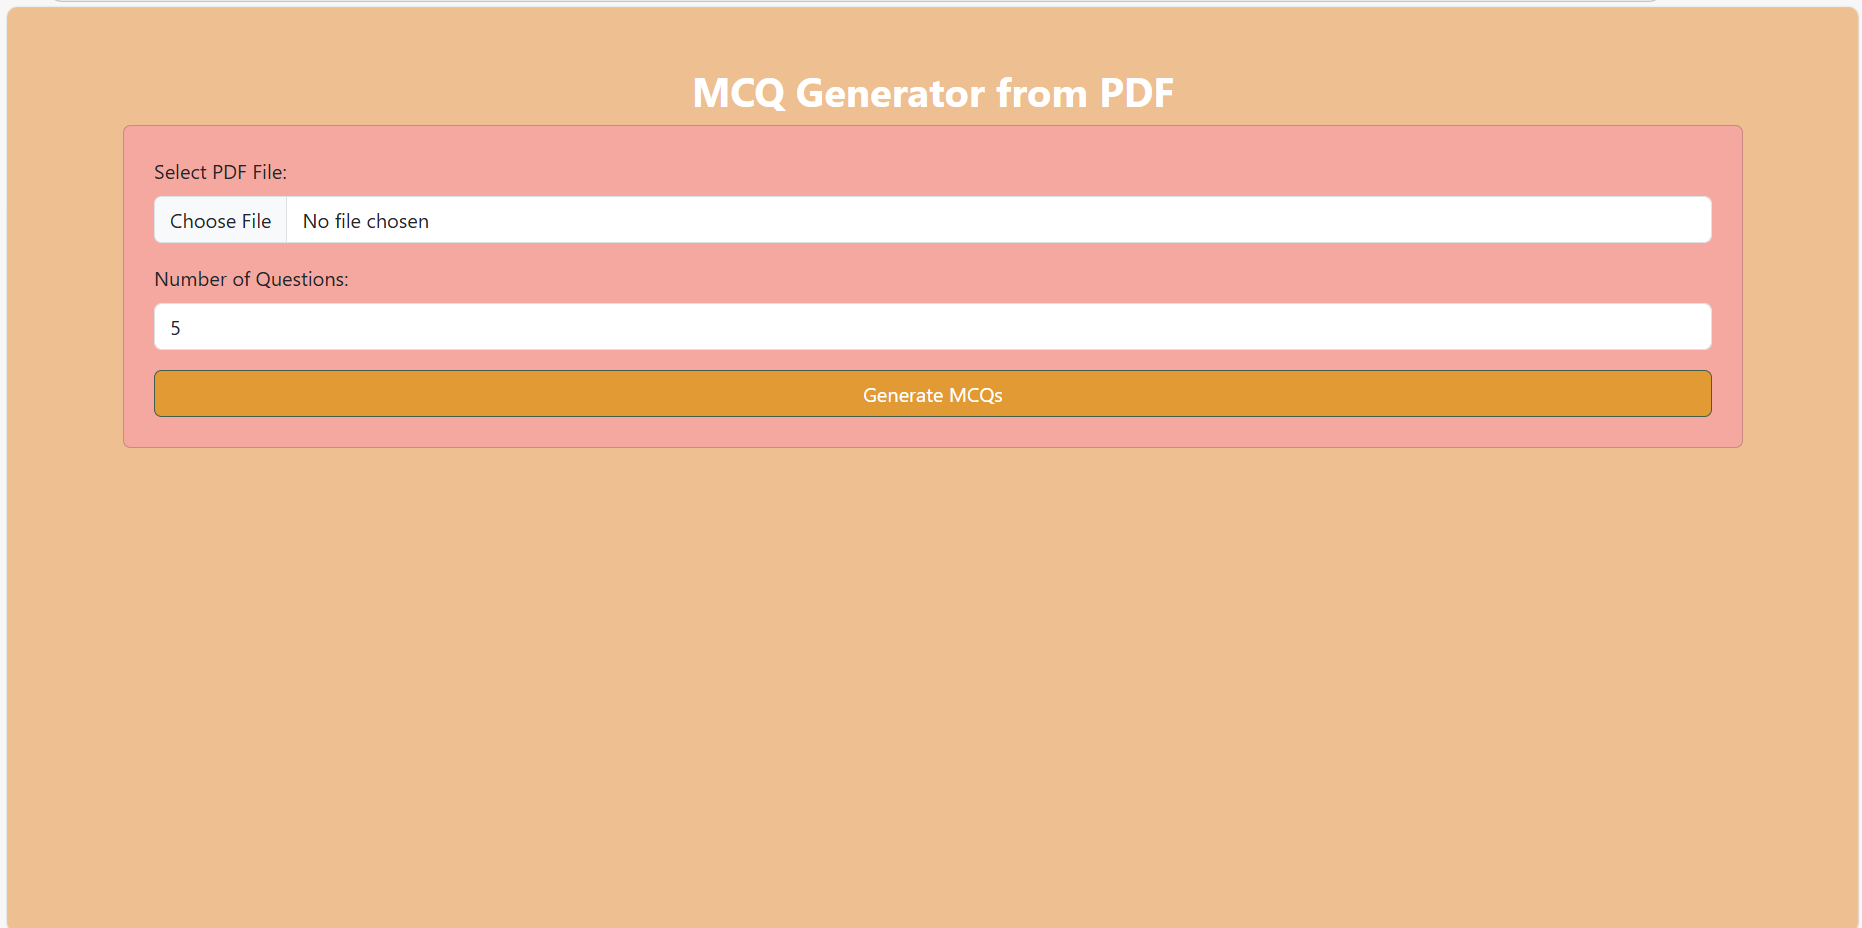 MCQ Generator from PDF
Select PDF File:
Choose File No file chosen
Number of Questions:
5
Generate MCQs